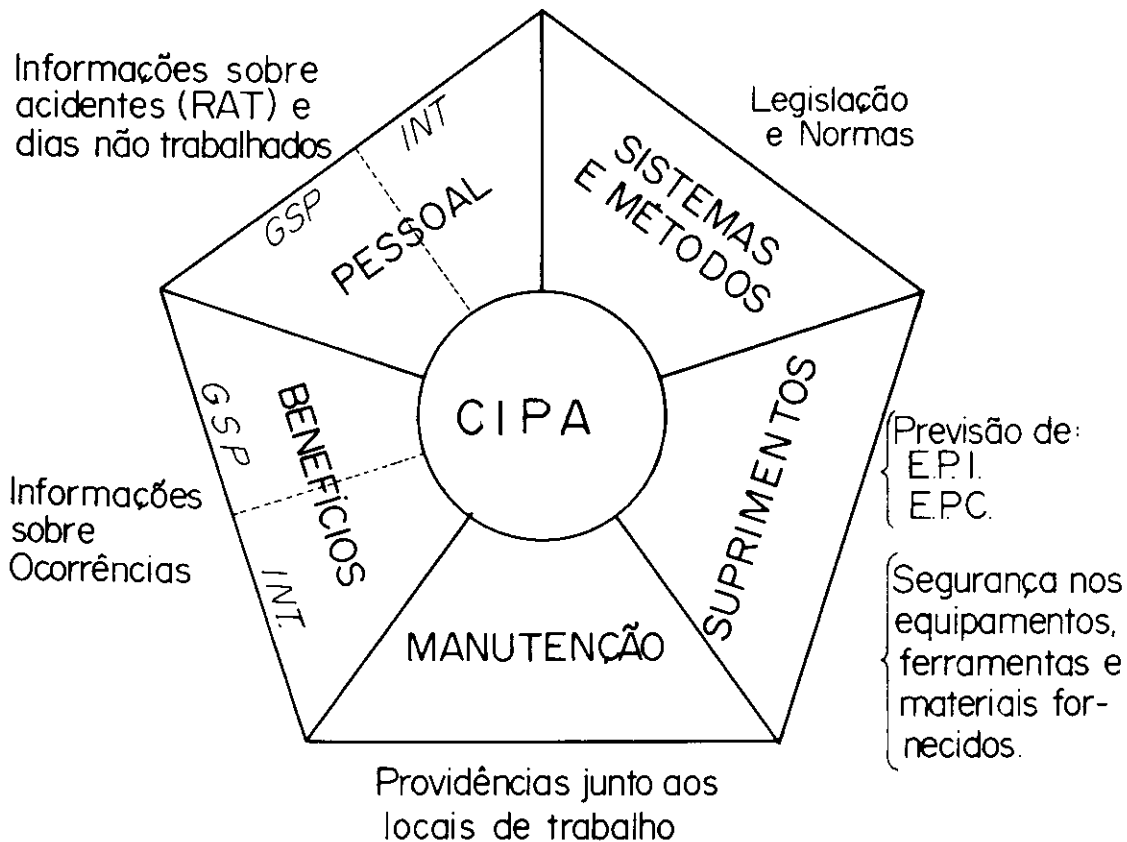 Informações sobre
acidentes (RAT) e
dias não trabalhados
INT
GSP
PESSOAL
SISTEMAS
E MÉTODOS
Legislação
e Normas
CIPA
GSP
BENEFÍCIOS
INT.
Informações
sobre
Ocorrências
SUPRIMENTOS
Previsão de:
E.P.I.
E.P.C.
Segurança nos
equipamentos,
ferramentas e
materiais for-
necidos.
MANUTENÇÃO
Providências junto aos
locais de trabalho